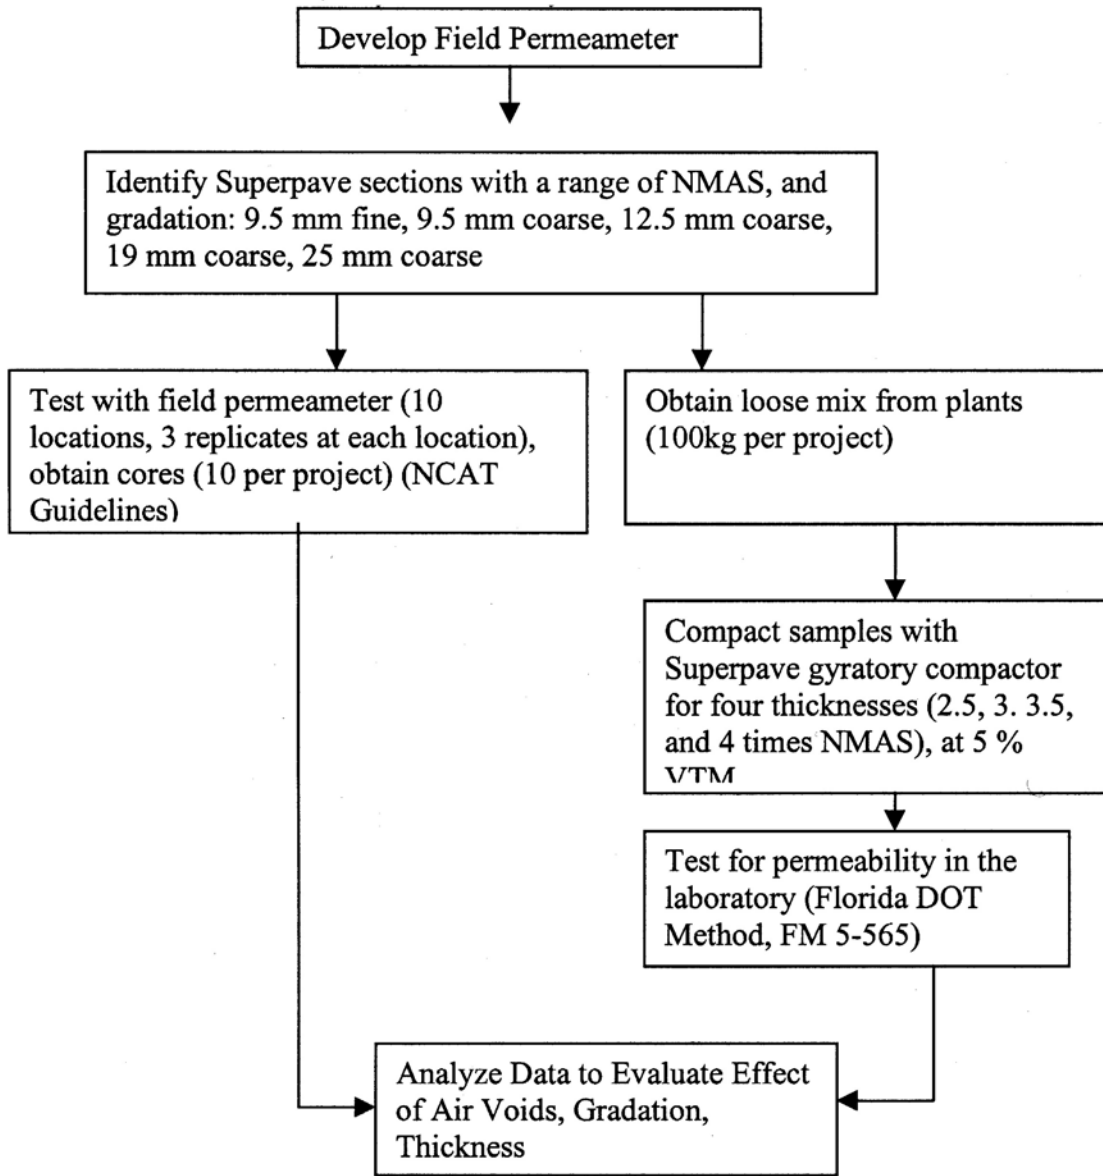 Develop Field Permeameter
Identify Superpave sections with a range of NMAS, and
gradation: 9.5 mm fine, 9.5 mm coarse, 12.5 mm coarse,
19 mm coarse, 25 mm coarse
Test with field permeameter (10
locations, 3 replicates at each location),
obtain cores (10 per project) (NCAT
Guidelines)
Obtain loose mix from plants
(100kg per project)
Compact samples with
Superpave gyratory compactor
for four thicknesses (2.5, 3. 3.5,
and 4 times NMAS), at 5 %
VTM
Test for permeability in the
laboratory (Florida DOT
Method, FM 5-565)
Analyze Data to Evaluate Effect
of Air Voids, Gradation,
Thickness